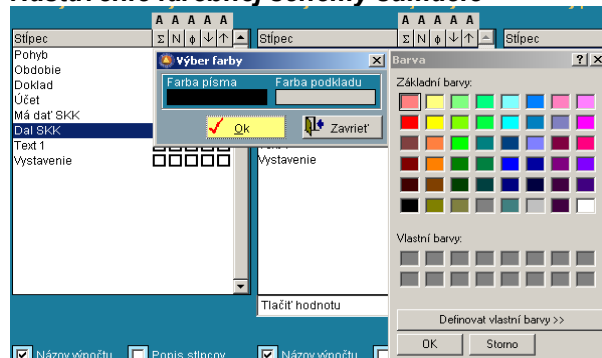 A A A A A
A A A A A
Stĺpec
Σ N ϕ ↓ ↑
Stĺpec
Σ N ϕ ↓ ↑
Stĺpec
Pohyb
Obdobie
Doklad
Účet
Má dať SKK
Dal SKK
Text 1
Vystavenie
Výber farby
Farba písma
Farba podkladu
Ok
Zavrieť
Vystavenie
Tlačiť hodnotu
Barva
Základní barvy:
Vlastní barvy:
Definovat vlastní barvy >>
OK
Storno
Názov výpočtu
Popis stĺpcov
Názov výpočtu